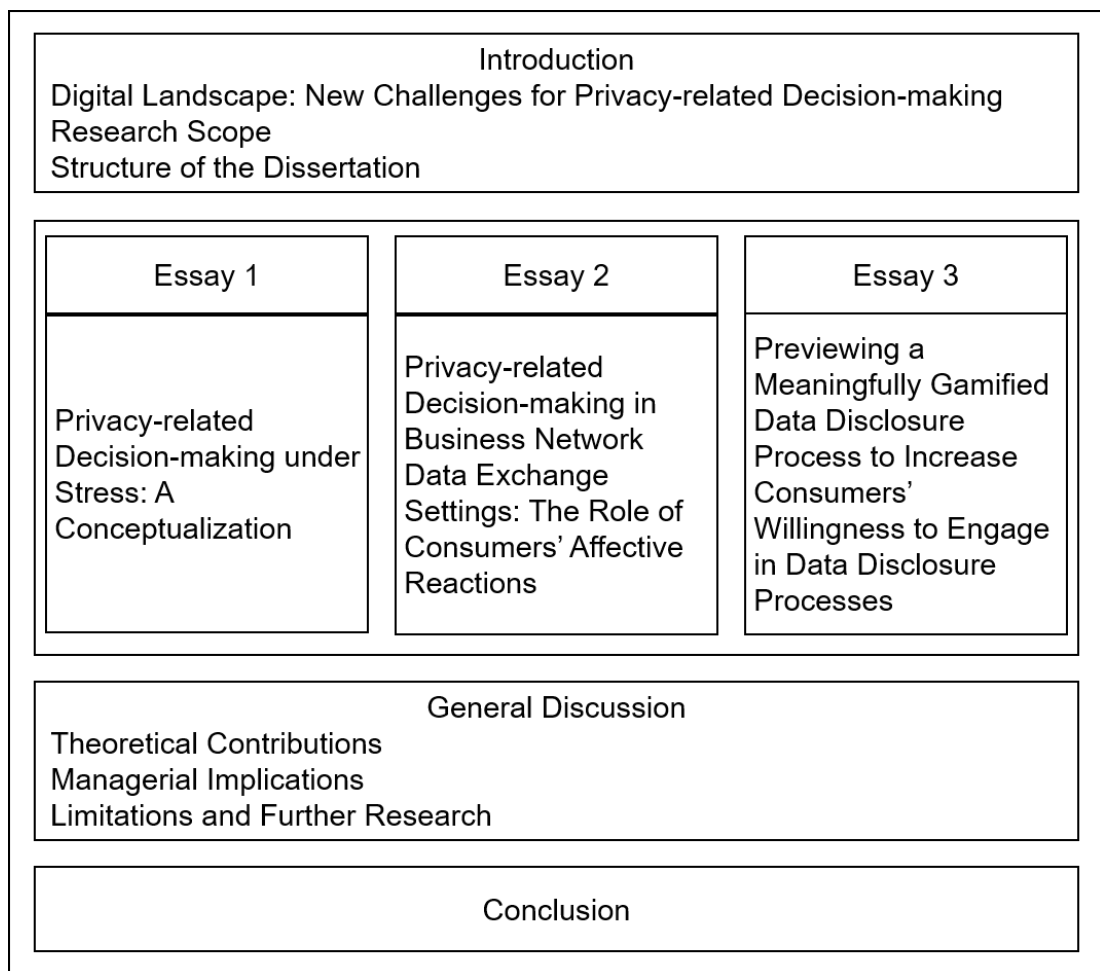 Introduction
Digital Landscape: New Challenges for Privacy-related Decision-making
Research Scope
Structure of the Dissertation
Essay 1
Privacy-related
Decision-making under
Stress: A
Conceptualization
Essay 2
Privacy-related
Decision-making in
Business Network
Data Exchange
Settings: The Role of
Consumers’ Affective
Reactions
Essay 3
Previewing a
Meaningfully Gamified
Data Disclosure
Process to Increase
Consumers’
Willingness to Engage
in Data Disclosure
Processes
General Discussion
Theoretical Contributions
Managerial Implications
Limitations and Further Research
Conclusion